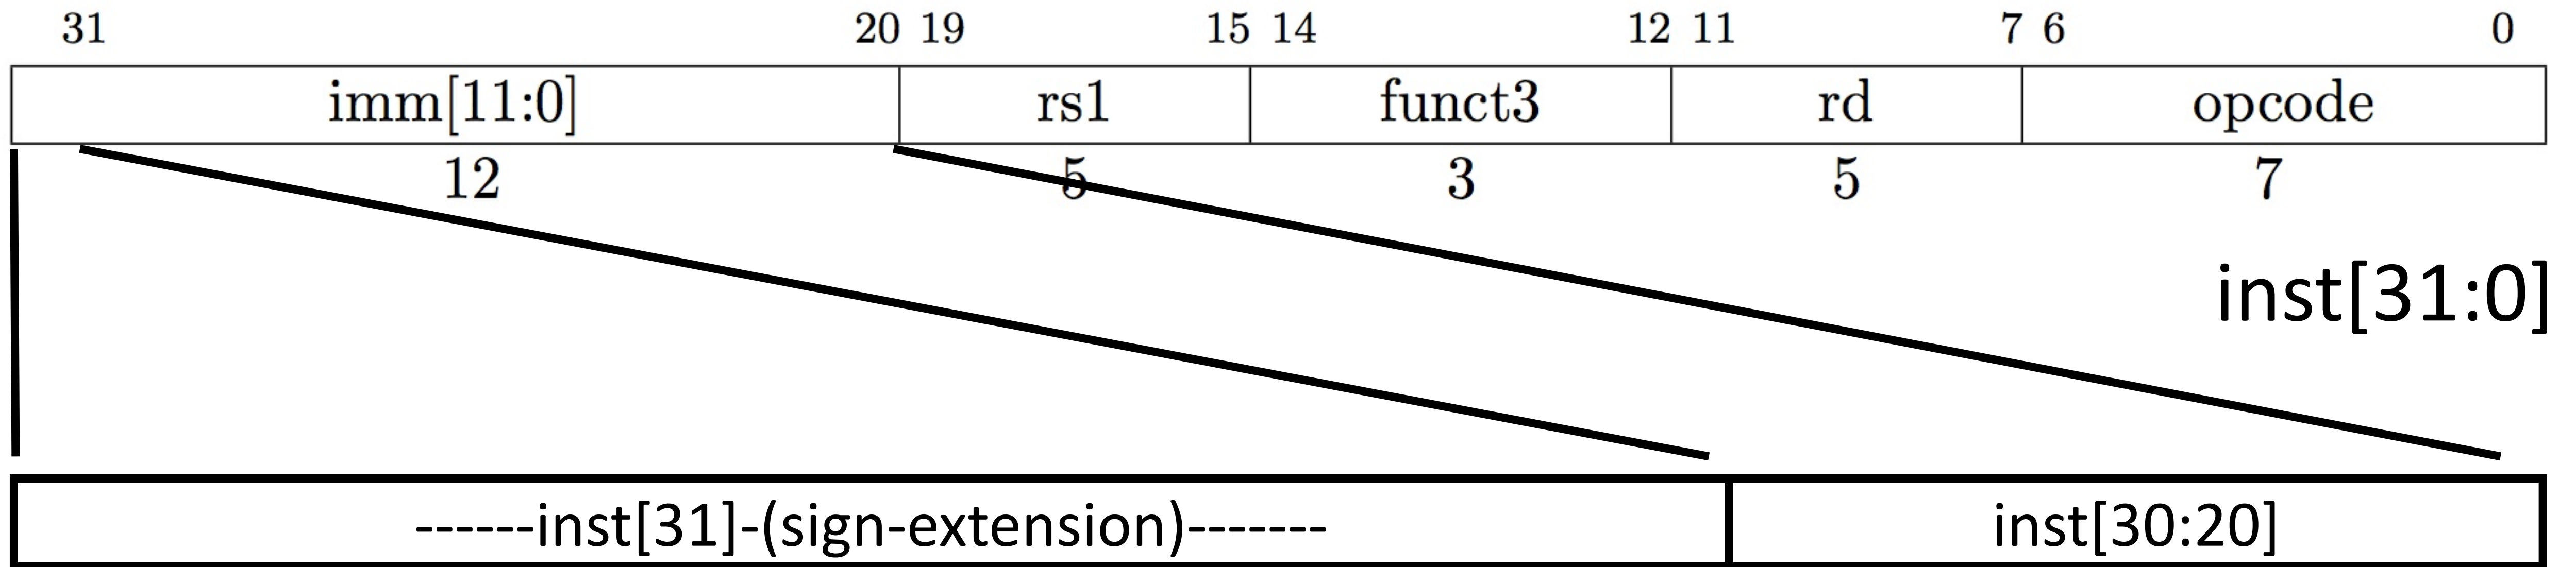 31 20 19 15 14 12 11 7 6 0
imm[11:0] rs1 funct3 rd opcode
12 5 3 5 7
inst[31:0]
------inst[31]-(sign-extension)------- inst[30:20]